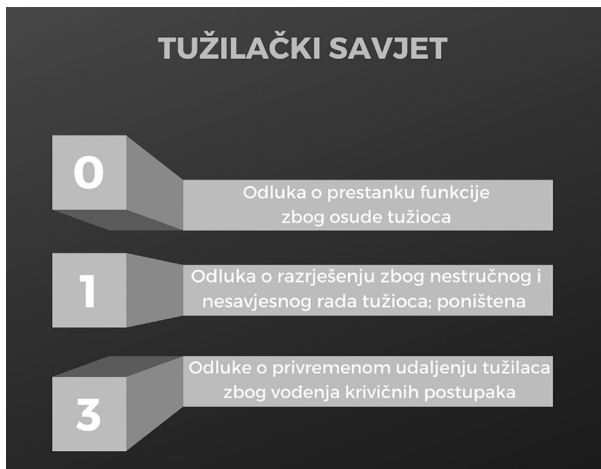 TUŽILAČKI SAVJET
0
Odluka o prestanku funkcije
zbog osude tužioca
1
Odluka o razrješenju zbog nestručnog i
nesavjesnog rada tužioca; poništena
3
Odluke o privremenom udaljenju tužilaca
zbog vođenja krivičnih postupaka